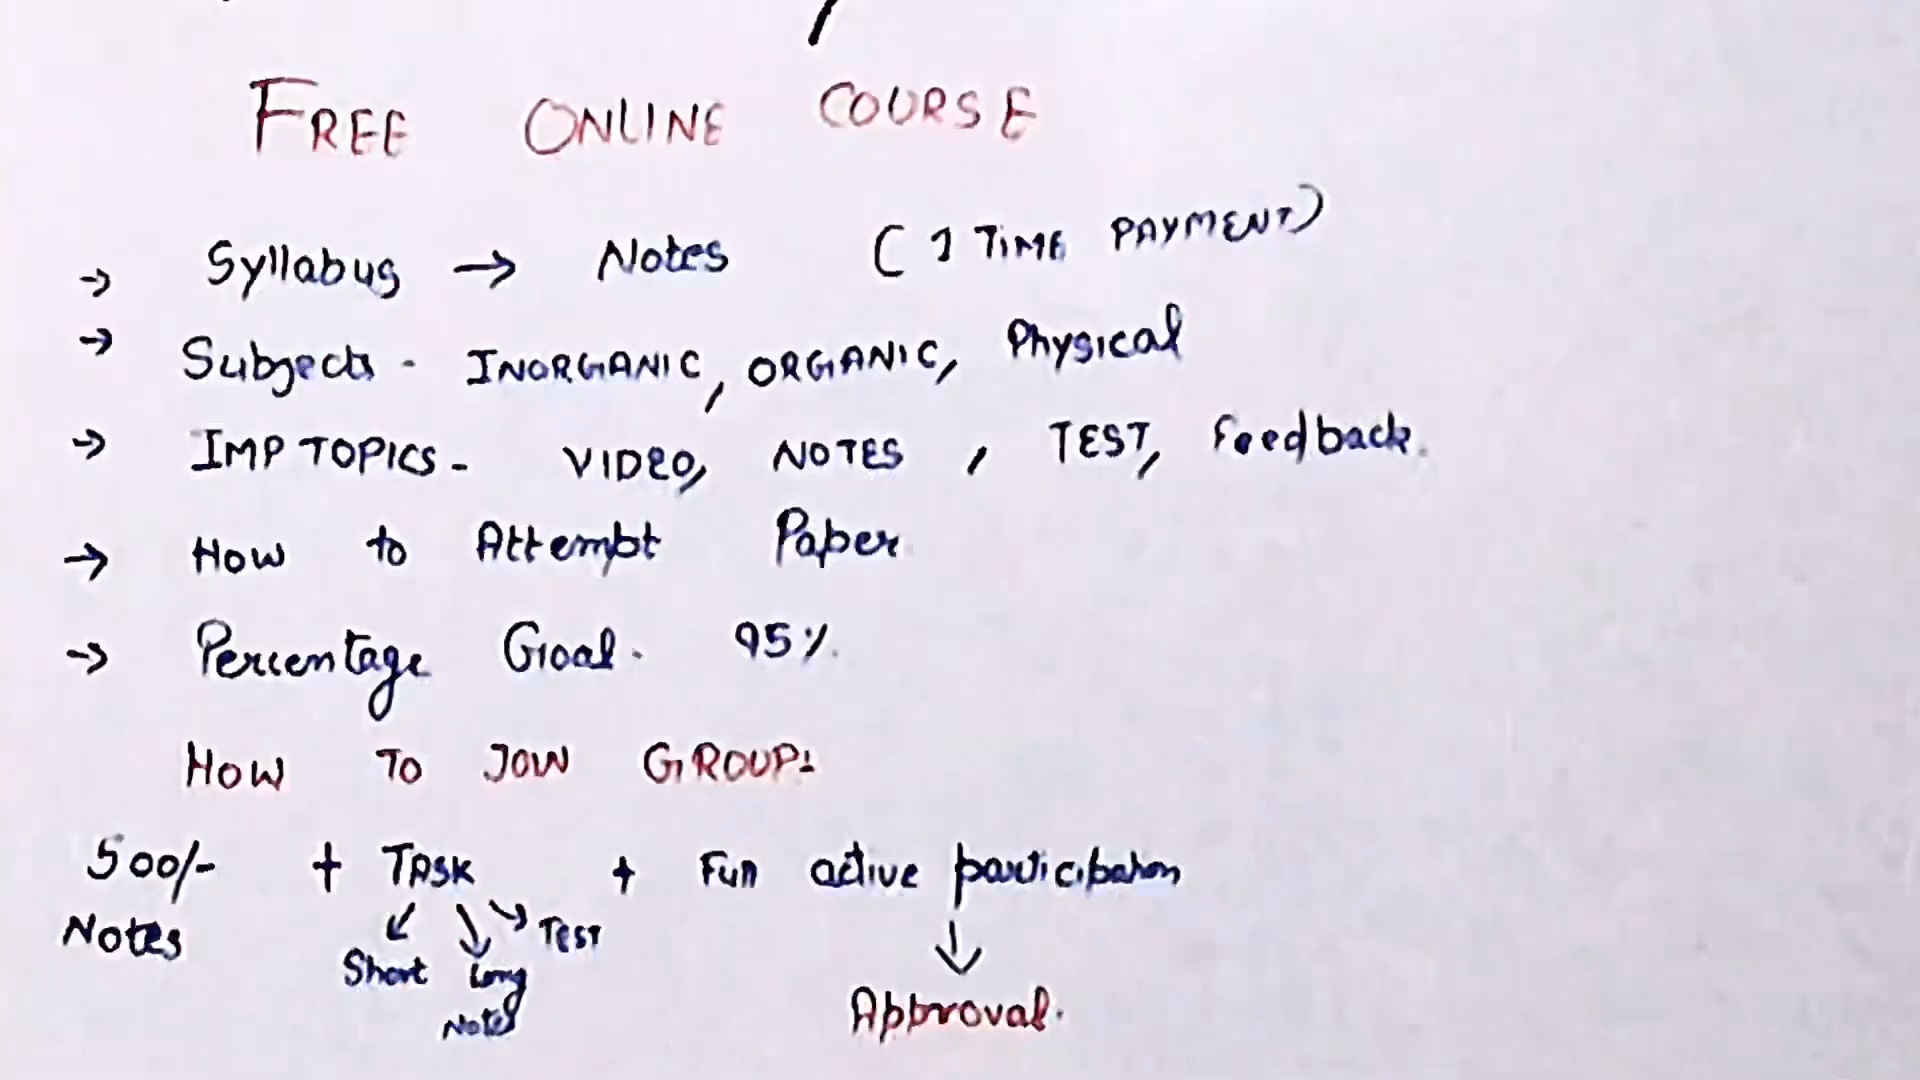 FREE ONLINE COURSE
→ Syllabus → Notes (1 TIME PAYMENT)
→ Subjects - INORGANIC, ORGANIC, Physical
→ IMP TOPICS - VIDEO, NOTES, TEST, Feedback.
→ How to Attempt Paper
→ Percentage Goal. 95%.
HOW TO JOIN GROUP:
500/- + TASK + Full active participation
Notes Short Long Notes Test
↓
Approval.